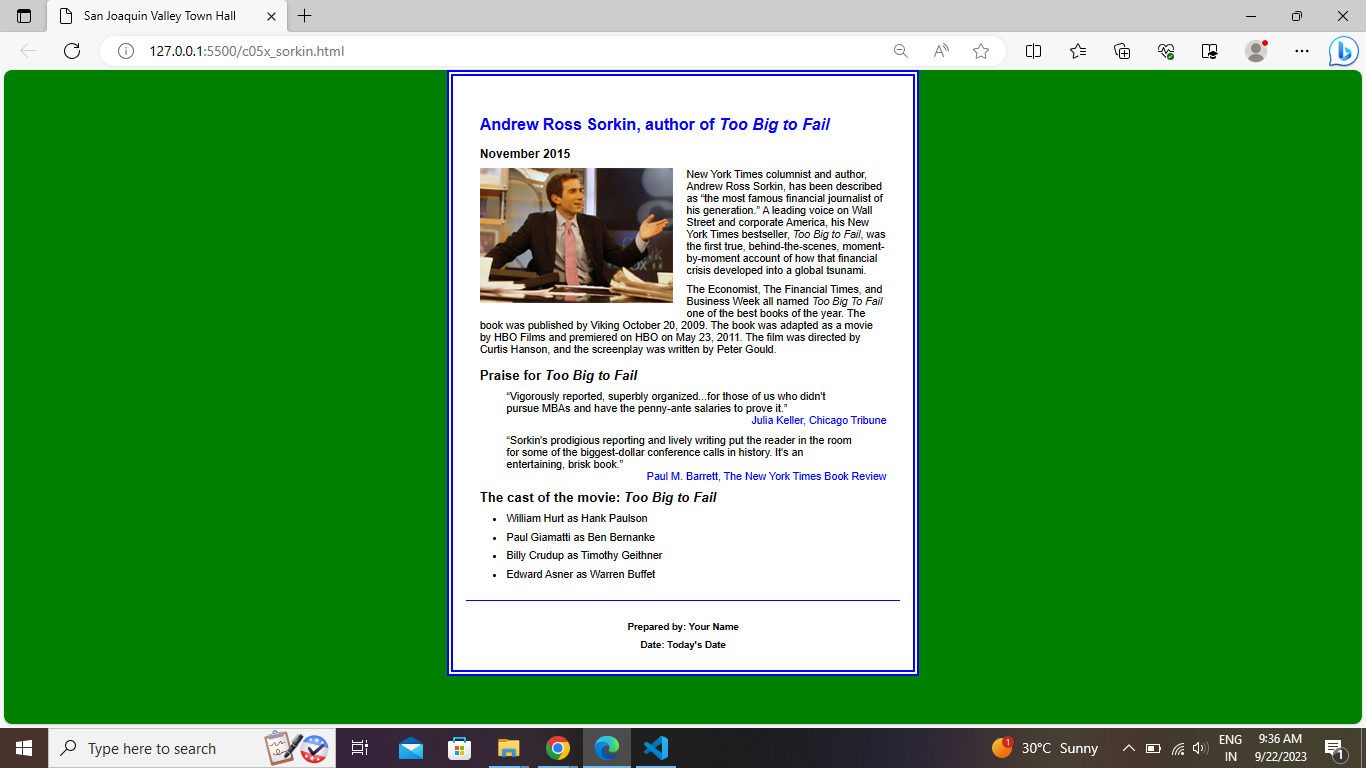 San Joaquin Valley Town Hall
127.0.0.1:5500/c05x_sorkin.html
Andrew Ross Sorkin, author of Too Big to Fail
November 2015
New York Times columnist and author,
Andrew Ross Sorkin, has been described
as “the most famous financial journalist of
his generation.” A leading voice on Wall
Street and corporate America, his New
York Times bestseller, Too Big to Fail, was
the first true, behind-the-scenes, moment-
by-moment account of how that financial
crisis developed into a global tsunami.
The Economist, The Financial Times, and
Business Week all named Too Big To Fail
one of the best books of the year. The
book was published by Viking October 20, 2009. The book was adapted as a movie
by HBO Films and premiered on HBO on May 23, 2011. The film was directed by
Curtis Hanson, and the screenplay was written by Peter Gould.
Praise for Too Big to Fail
“Vigorously reported, superbly organized...for those of us who didn't
pursue MBAs and have the penny-ante salaries to prove it.”
Julia Keller, Chicago Tribune
“Sorkin's prodigious reporting and lively writing put the reader in the room
for some of the biggest-dollar conference calls in history. It's an
entertaining, brisk book.”
Paul M. Barrett, The New York Times Book Review
The cast of the movie: Too Big to Fail
• William Hurt as Hank Paulson
• Paul Giamatti as Ben Bernanke
• Billy Crudup as Timothy Geithner
• Edward Asner as Warren Buffet
Prepared by: Your Name
Date: Today's Date
Type here to search
1
30°C Sunny
ENG
IN
9:36 AM
9/22/2023
1